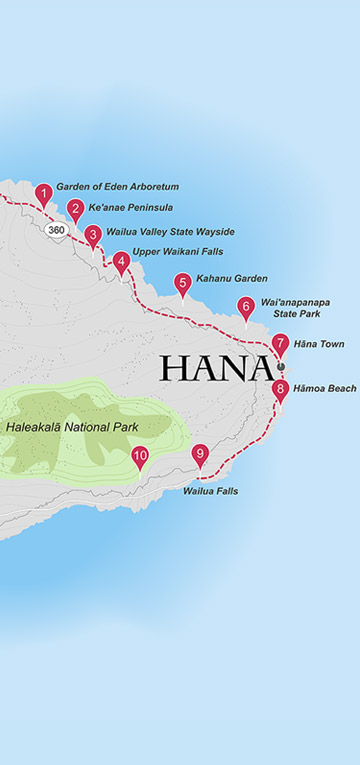 1
Garden of Eden Arboretum
2
Ke'anae Peninsula
360
3
Wailua Valley State Wayside
4
Upper Waikani Falls
5
Kahanu Garden
6
Wai'anapanapa
State Park
7
Hāna Town
HANA
8
Hāmoa Beach
Haleakalā National Park
10
9
Wailua Falls